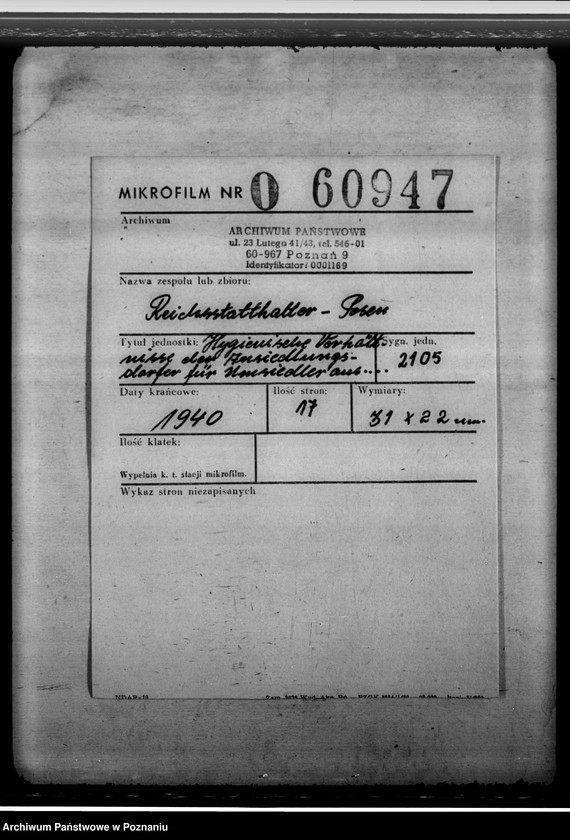 MIKROFILM NR 0 60947
Archiwum
ARCHIWUM PAŃSTWOWE
ul. 23 Lutego 41/43, tel. 546-01
60-967 Poznań 9
Identyfikator: 0001169
Nazwa zespołu lub zbioru:
Reichsstatthalter - Posen
Tytuł jednostki: Hygienische Verhält
nisse der Ansiedlungs-
dörfer für Umsiedler aus....
Sygn. jedn.
2105
Daty krańcowe:
1940
Ilość stron:
17
Wymiary:
31 x 22 cm.
Ilość klatek:
Wypełnia k. t. stacji mikrofilm.
Wykaz stron niezapisanych
NDAP-10
Archiwum Państwowe w Poznaniu